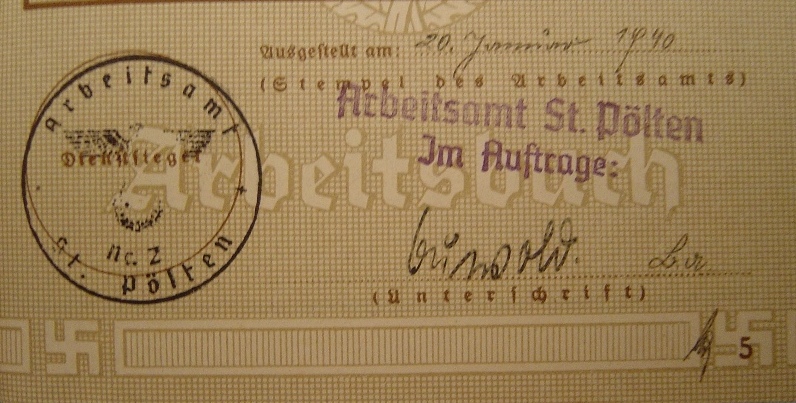 Ausgestellt am: 20. Januar 1940
(Stempel des Arbeitsamts)
Arbeitsamt St. Pölten
Im Auftrage:
Arbeitsamt
Dienstsiegel
Nr. 2
St. Pölten
Arbeitsbuch
(Unterschrift)
5